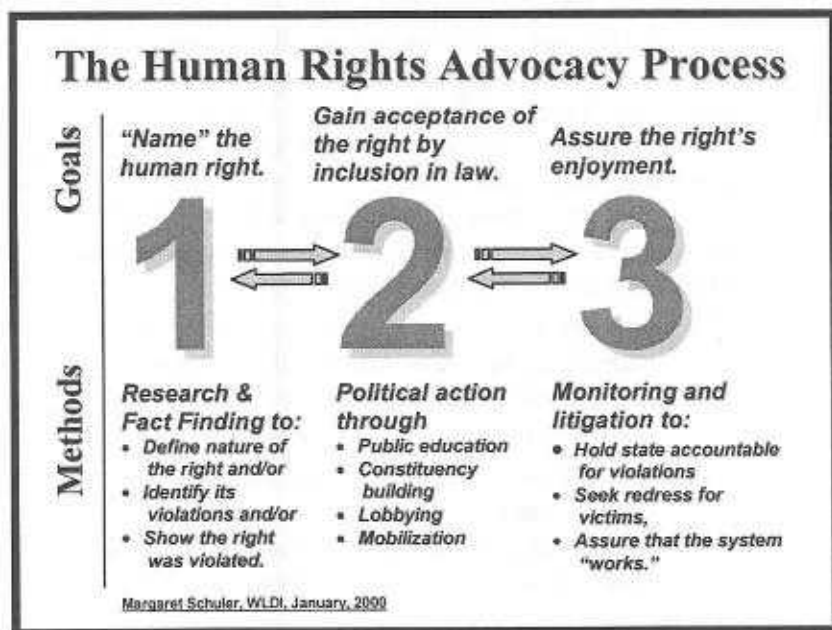 The Human Rights Advocacy Process
Goals
"Name" the
human right.
Gain acceptance of
the right by
inclusion in law.
Assure the right's
enjoyment.
1
2
3
Methods
Research &
Fact Finding to:
• Define nature of
the right and/or
• Identify its
violations and/or
• Show the right
was violated.
Political action
through
• Public education
• Constituency
building
• Lobbying
• Mobilization
Monitoring and
litigation to:
• Hold state accountable
for violations
• Seek redress for
victims,
• Assure that the system
"works."
Margaret Schuler, WLDI, January, 2000